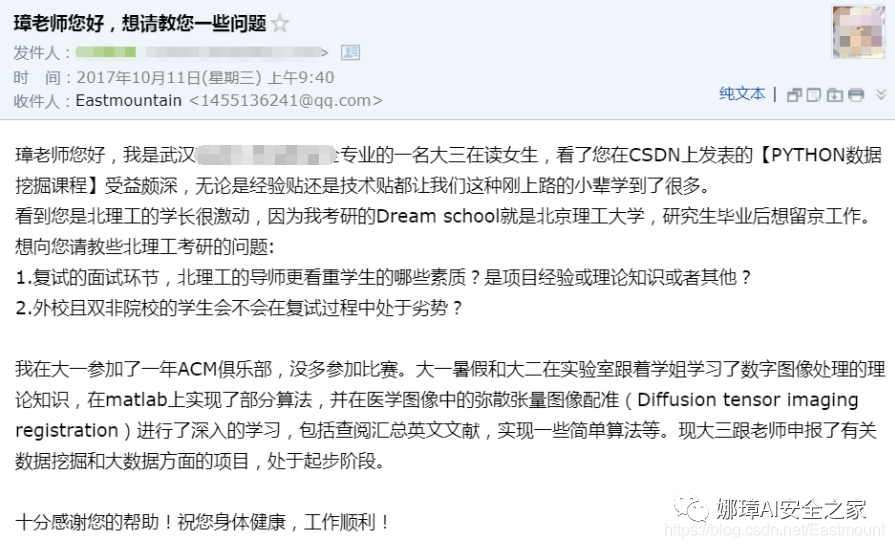 璋老师您好，想请教您一些问题
发件人：
时 间：2017年10月11日(星期三) 上午9:40
收件人：Eastmountain <1455136241@qq.com>
纯文本 |
璋老师您好，我是武汉专业的一名大三在读女生，看了您在CSDN上发表的【PYTHON数据
挖掘课程】受益颇深，无论是经验贴还是技术贴都让我们这种刚上路的小辈学到了很多。
看到您是北理工的学长很激动，因为我考研的Dream school就是北京理工大学，研究生毕业后想留京工作。
想向您请教些北理工考研的问题:
1.复试的面试环节，北理工的导师更看重学生的哪些素质？是项目经验或理论知识或者其他？
2.外校且双非院校的学生会不会在复试过程中处于劣势？
我在大一参加了一年ACM俱乐部，没多参加比赛。大一暑假和大二在实验室跟着学姐学习了数字图像处理的理
论知识，在matlab上实现了部分算法，并在医学图像中的弥散张量图像配准（Diffusion tensor imaging
registration）进行了深入的学习，包括查阅汇总英文文献，实现一些简单算法等。现大三跟老师申报了有关
数据挖掘和大数据方面的项目，处于起步阶段。
十分感谢您的帮助！祝您身体健康，工作顺利！
娜璋AI安全之家
https://blog.csdn.net/Eastmount